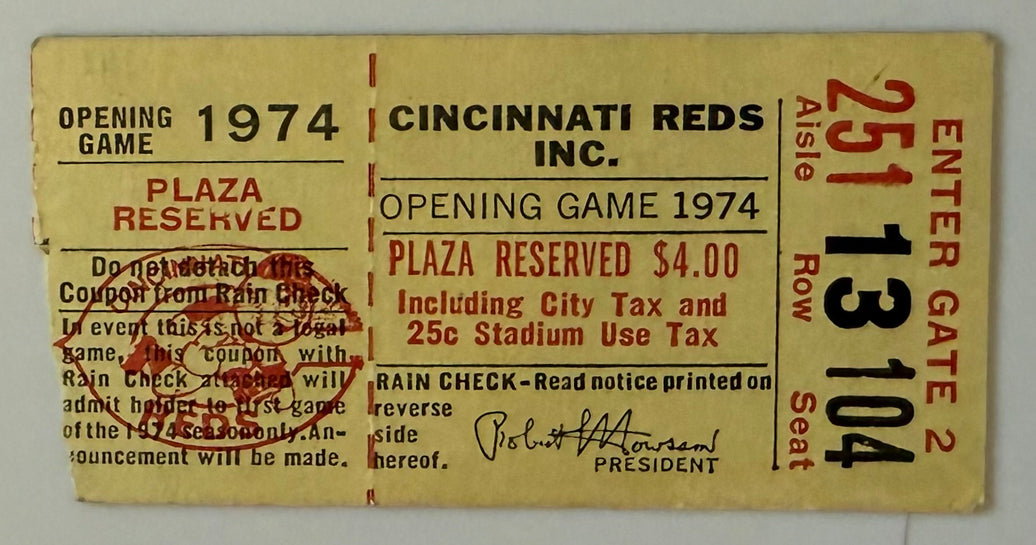 OPENING GAME 1974
PLAZA
RESERVED
Do not detach this
Coupon from Rain Check
In event this is not a legal
game, this coupon with
Rain Check attached will
admit holder to first game
of the 1974 season only. An-
ouncement will be made.
CINCINNATI
REDS
CINCINNATI REDS
INC.
OPENING GAME 1974
PLAZA RESERVED $4.00
Including City Tax and
25c Stadium Use Tax
RAIN CHECK-Read notice printed on
reverse
side
hereof.
Robert L Howsam
PRESIDENT
251 13 104
Aisle Row Seat
ENTER GATE 2